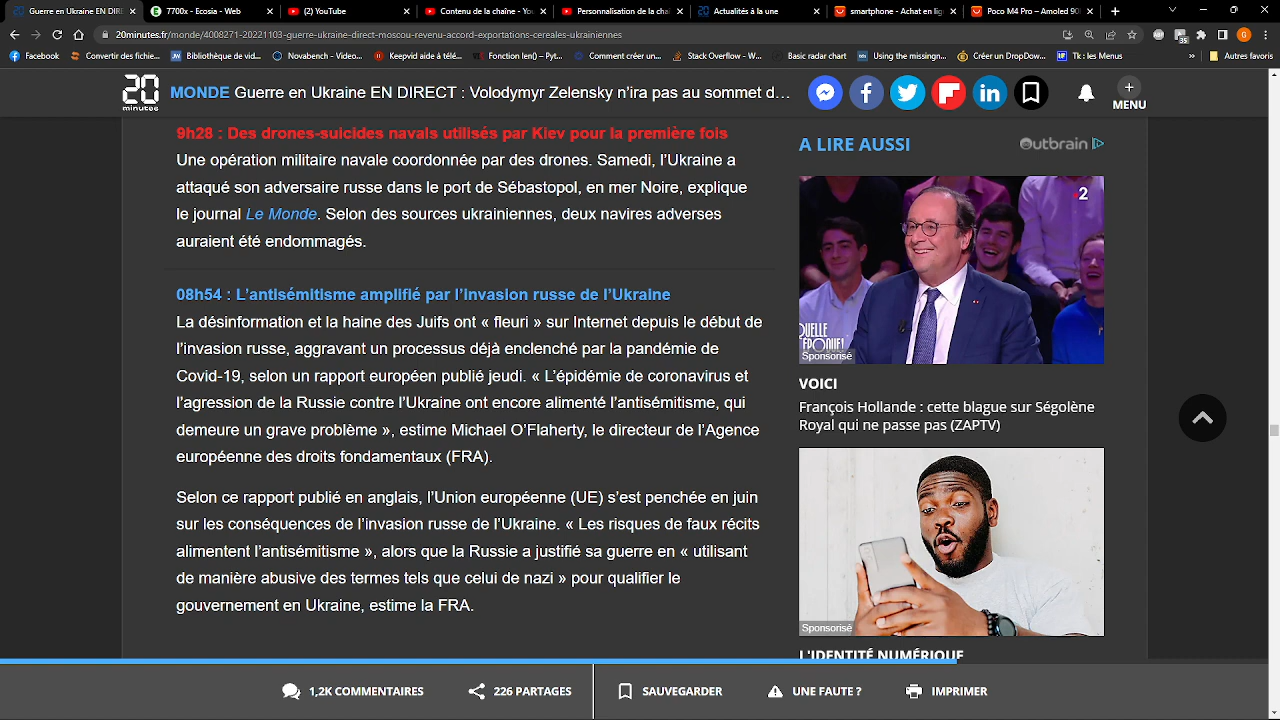 Guerre en Ukraine EN DIRE
7700x - Ecosia - Web
(2) YouTube
Contenu de la chaîne - Yo
Personnalisation de la cha
Actualités à la une
smartphone - Achat en lig
Poco M4 Pro – Amoled 90
20minutes.fr/monde/4008271-20221103-guerre-ukraine-direct-moscou-revenu-accord-exportations-cereales-ukrainiennes
Facebook
Convertir des fichie...
Bibliothèque de vid...
Novabench - Vidéo...
Keepvid aide à télé...
Fonction len() – Pyt...
Comment créer un...
Stack Overflow – W...
Basic radar chart
Using the missingn...
Créer un DropDow...
Tk : les Menus
»
Autres favoris
20 minutes
MONDE Guerre en Ukraine EN DIRECT : Volodymyr Zelensky n’ira pas au sommet d…
MENU
9h28 : Des drones-suicides navals utilisés par Kiev pour la première fois
Une opération militaire navale coordonnée par des drones. Samedi, l’Ukraine a
attaqué son adversaire russe dans le port de Sébastopol, en mer Noire, explique
le journal Le Monde. Selon des sources ukrainiennes, deux navires adverses
auraient été endommagés.
08h54 : L’antisémitisme amplifié par l’invasion russe de l’Ukraine
La désinformation et la haine des Juifs ont « fleuri » sur Internet depuis le début de
l’invasion russe, aggravant un processus déjà enclenché par la pandémie de
Covid-19, selon un rapport européen publié jeudi. « L’épidémie de coronavirus et
l’agression de la Russie contre l’Ukraine ont encore alimenté l’antisémitisme, qui
demeure un grave problème », estime Michael O’Flaherty, le directeur de l’Agence
européenne des droits fondamentaux (FRA).
Selon ce rapport publié en anglais, l’Union européenne (UE) s’est penchée en juin
sur les conséquences de l’invasion russe de l’Ukraine. « Les risques de faux récits
alimentent l’antisémitisme », alors que la Russie a justifié sa guerre en « utilisant
de manière abusive des termes tels que celui de nazi » pour qualifier le
gouvernement en Ukraine, estime la FRA.
A LIRE AUSSI
Outbrain
2
UELLE
ÉPOQUE!
Sponsorisé
VOICI
François Hollande : cette blague sur Ségolène
Royal qui ne passe pas (ZAPTV)
Sponsorisé
L'IDENTITÉ NUMÉRIQUE
1,2K COMMENTAIRES
226 PARTAGES
SAUVEGARDER
UNE FAUTE ?
IMPRIMER